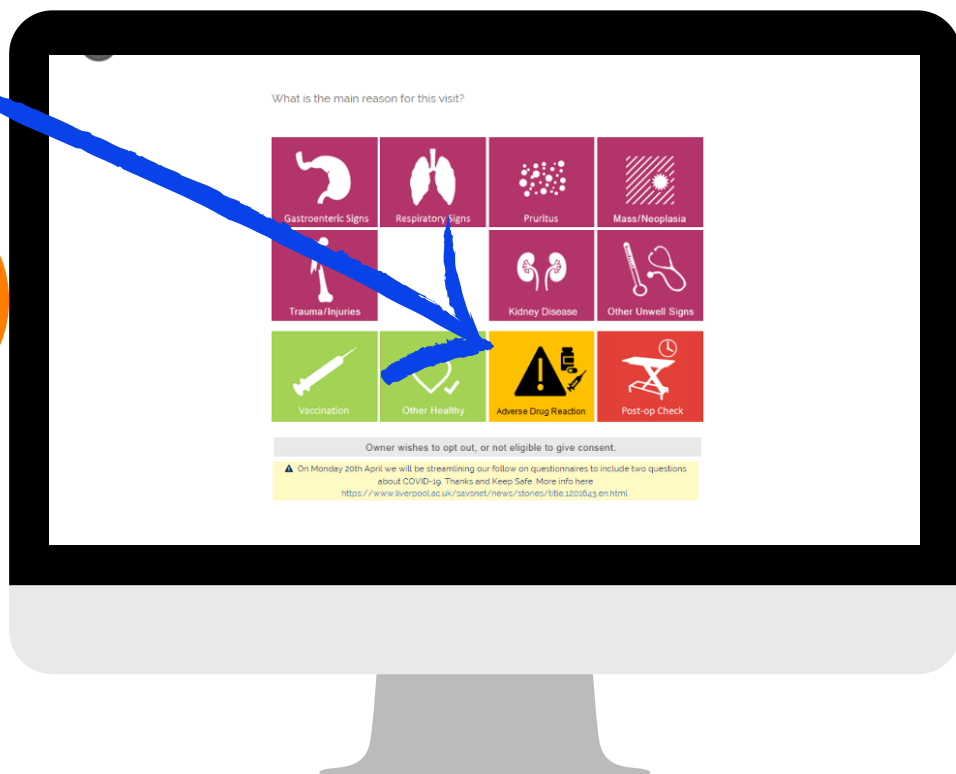 What is the main reason for this visit?
Gastroenteric Signs
Respiratory Signs
Pruritus
Mass/Neoplasia
Trauma/Injuries
Kidney Disease
Other Unwell Signs
Vaccination
Other Healthy
Adverse Drug Reaction
Post-op Check
Owner wishes to opt out, or not eligible to give consent.
On Monday 20th April we will be streamlining our follow on questionnaires to include two questions
about COVID-19. Thanks and Keep Safe. More info here
https://www.liverpool.ac.uk/savsnet/news/stories/title,1201643,en.html